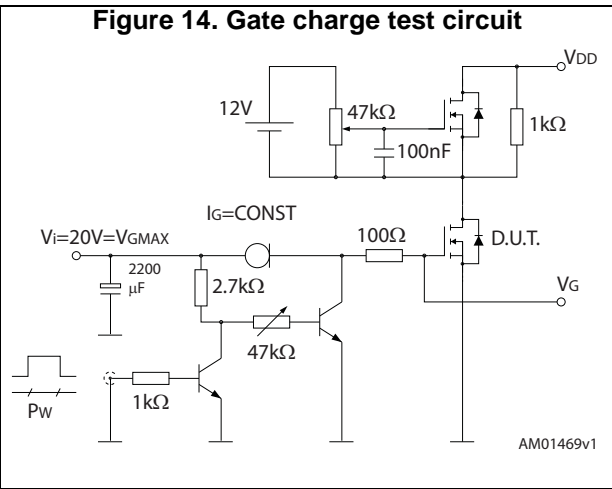 Figure 14. Gate charge test circuit
VDD
12V
47kΩ
1kΩ
100nF
IG=CONST
Vi=20V=VGMAX
100Ω
D.U.T.
2200
μF
2.7kΩ
VG
47kΩ
1kΩ
PW
AM01469v1